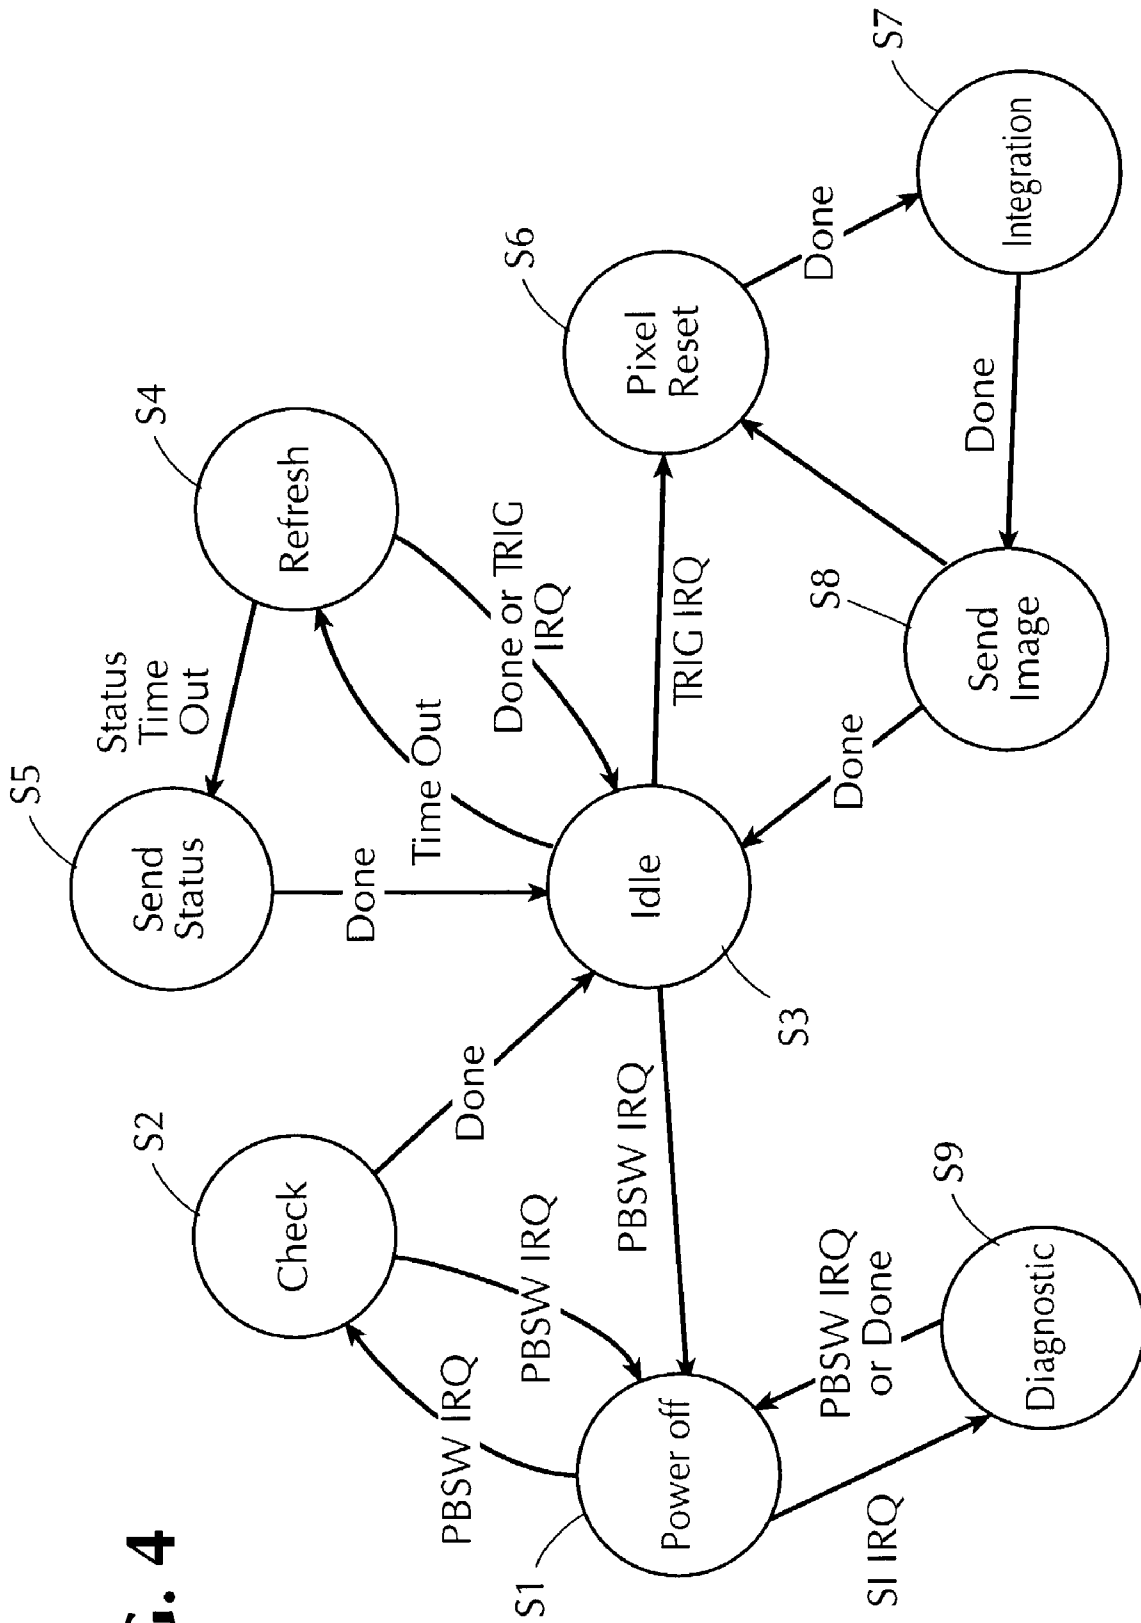 G. 4
S5
S2
S4
Status
Time
Out
Send
Status
Check
Refresh
Done
Time Out
PBSW IRQ
Done
PBSW IRQ
Done or TRIG
IRQ
S1
S6
PBSW IRQ
Power off
Idle
TRIG IRQ
Pixel
Reset
S3
S8
Done
PBSW IRQ
or Done
Done
SI IRQ
S9
S7
Done
Send
Image
Diagnostic
Integration